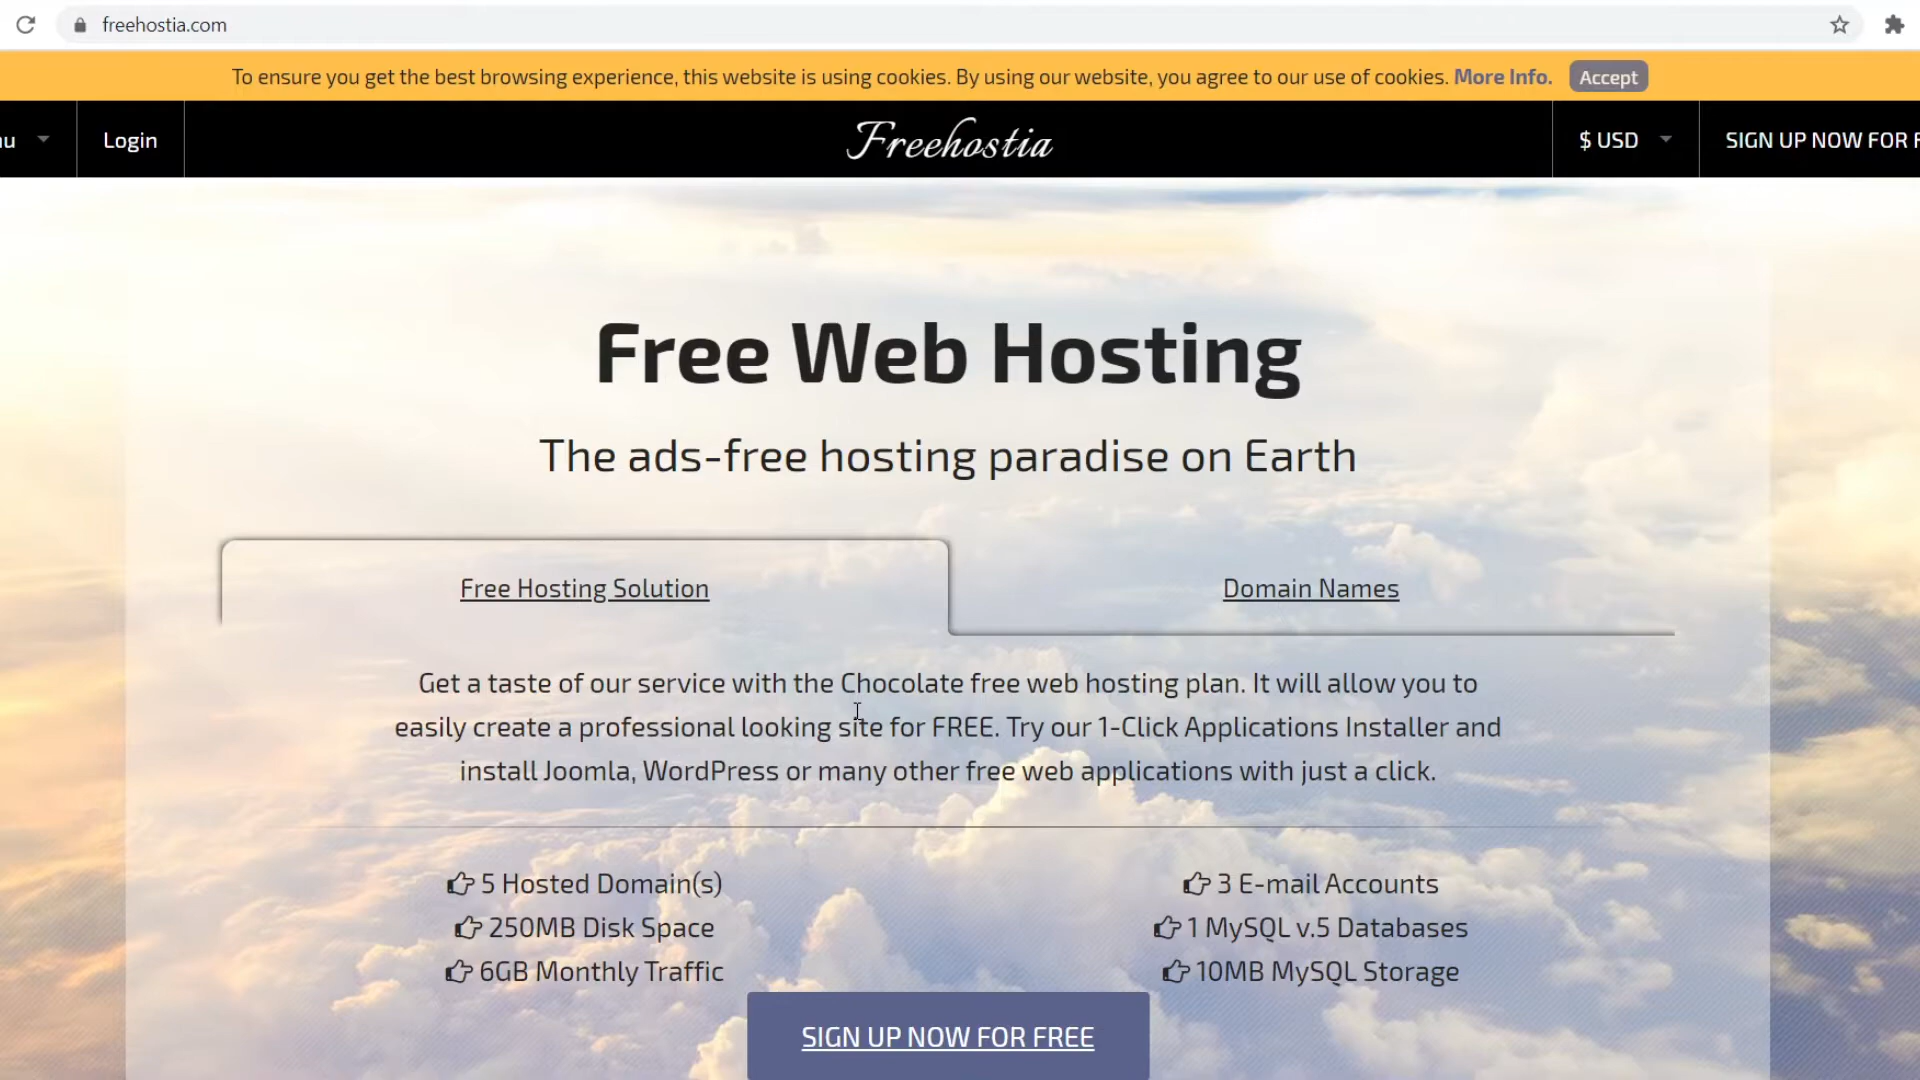 freehostia.com
To ensure you get the best browsing experience, this website is using cookies. By using our website, you agree to our use of cookies. More Info. Accept
Login
Freehostia
$ USD
SIGN UP NOW FOR F
Free Web Hosting
The ads-free hosting paradise on Earth
Free Hosting Solution
Domain Names
Get a taste of our service with the Chocolate free web hosting plan. It will allow you to
easily create a professional looking site for FREE. Try our 1-Click Applications Installer and
install Joomla, WordPress or many other free web applications with just a click.
5 Hosted Domain(s)
250MB Disk Space
6GB Monthly Traffic
3 E-mail Accounts
1 MySQL v.5 Databases
10MB MySQL Storage
SIGN UP NOW FOR FREE